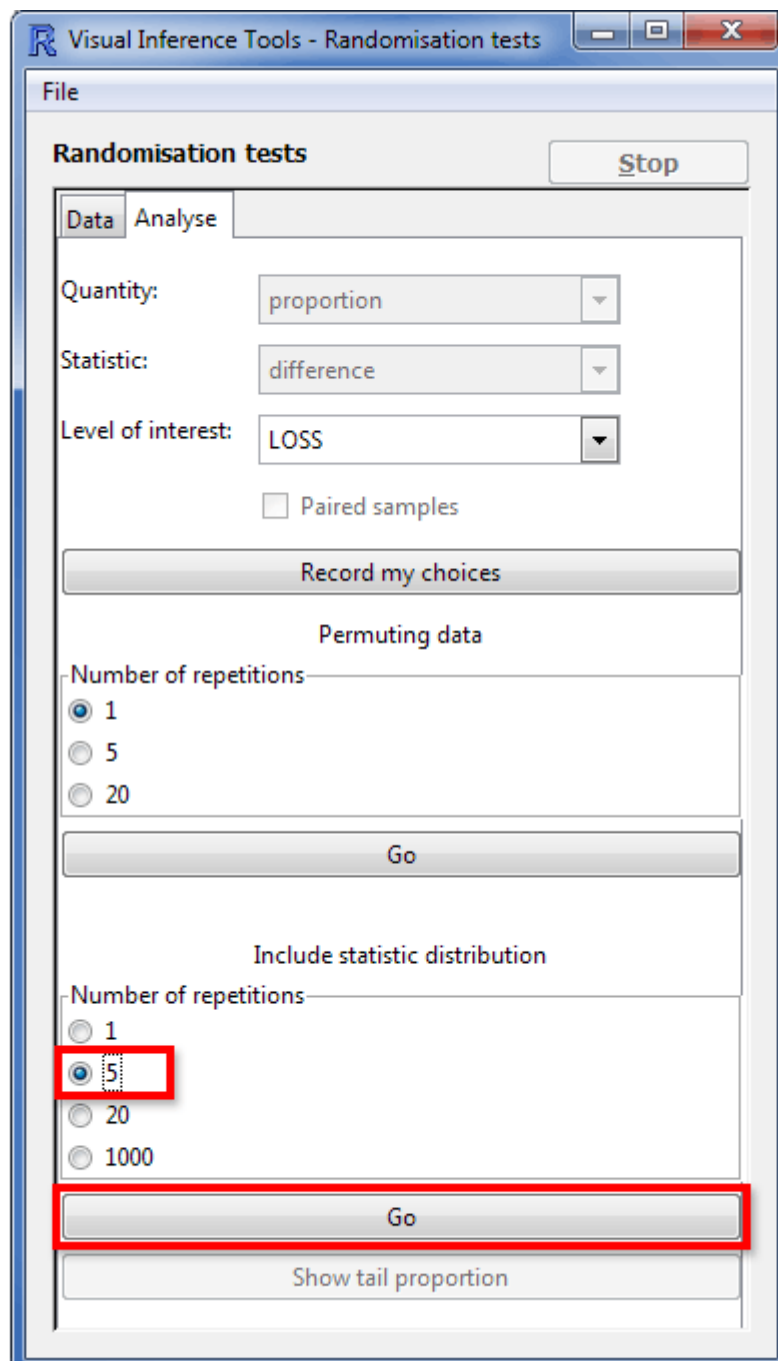 Visual Inference Tools - Randomisation tests
File
Randomisation tests
Stop
Data Analyse
Quantity: proportion
Statistic: difference
Level of interest: LOSS
Paired samples
Record my choices
Permuting data
Number of repetitions
1
5
20
Go
Include statistic distribution
Number of repetitions
1
5
20
1000
Go
Show tail proportion